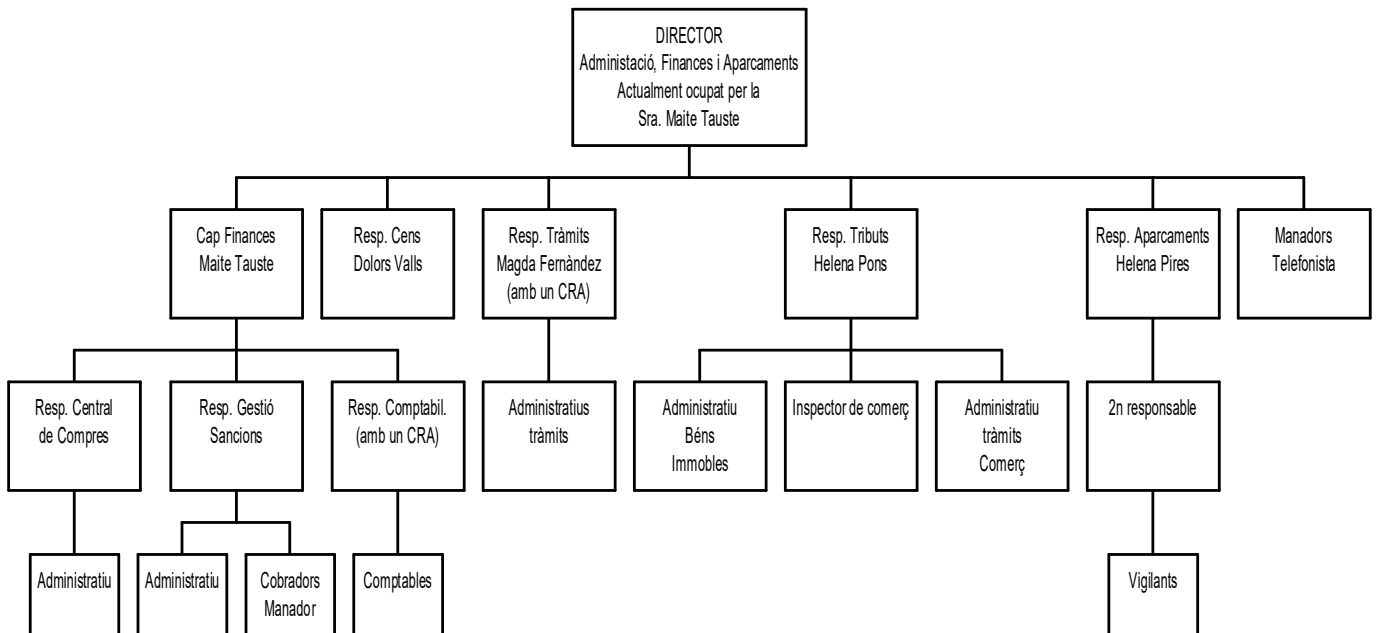 DIRECTOR
Administació, Finances i Aparcaments
Actualment ocupat per la
Sra. Maite Tauste
Cap Finances
Maite Tauste
Resp. Cens
Dolors Valls
Resp. Tràmits
Magda Fernàndez
(amb un CRA)
Resp. Tributs
Helena Pons
Resp. Aparcaments
Helena Pires
Manadors
Telefonista
Resp. Central
de Compres
Resp. Gestió
Sancions
Resp. Comptabil.
(amb un CRA)
Administratius
tràmits
Administratiu
Béns
Immobles
Inspector de comerç
Administratiu
tràmits
Comerç
2n responsable
Administratiu
Administratiu
Cobradors
Manador
Comptables
Vigilants